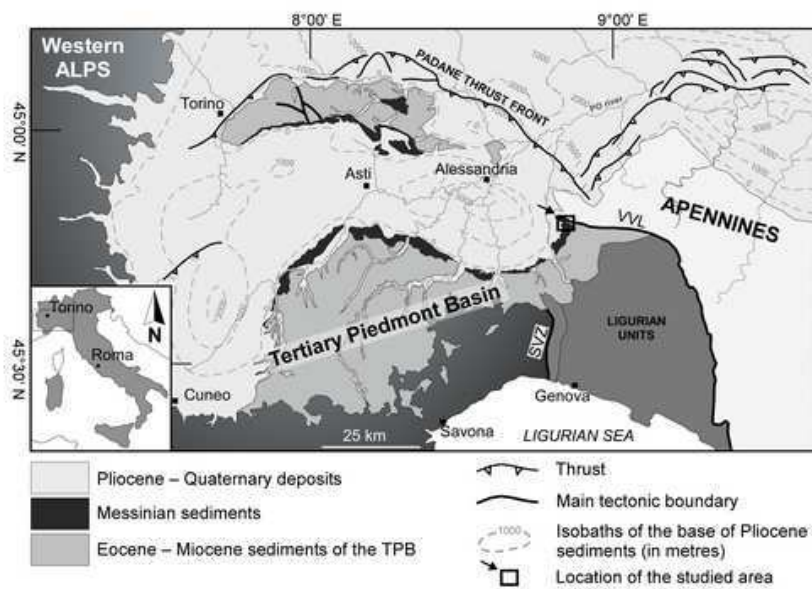 8°00' E
9°00' E
Western
ALPS
PADANE THRUST FRONT
PO river
Torino
45°00' N
1000
Asti
Alessandria
VVL
APENNINES
Torino
N
Roma
Tertiary Piedmont Basin
LIGURIAN
UNITS
SVZ
45°30' N
Cuneo
Genova
25 km
Savona
LIGURIAN SEA
Pliocene – Quaternary deposits
Messinian sediments
Eocene – Miocene sediments of the TPB
Thrust
Main tectonic boundary
1000
Isobaths of the base of Pliocene
sediments (in metres)
Location of the studied area